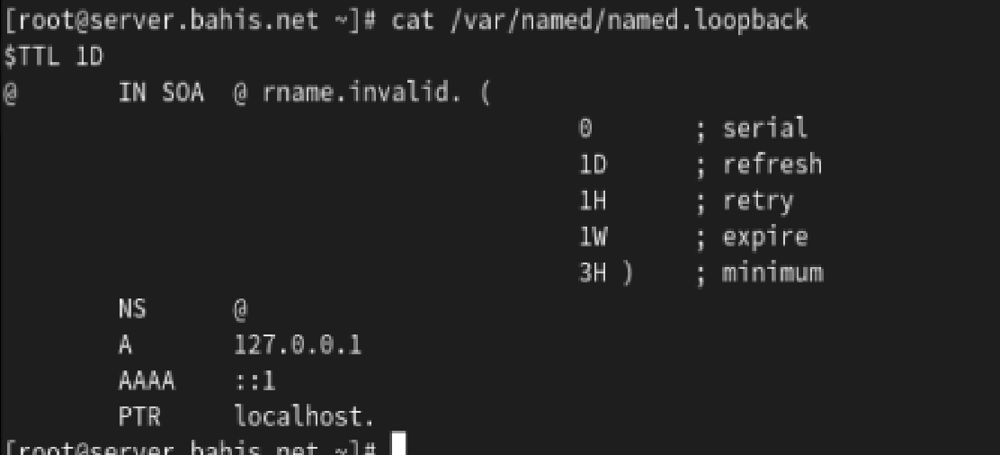 [root@server.bahis.net ~]# cat /var/named/named.loopback
$TTL 1D
@ IN SOA @ rname.invalid. (
0 ; serial
1D ; refresh
1H ; retry
1W ; expire
3H ) ; minimum
NS @
A 127.0.0.1
AAAA ::1
PTR localhost.
[root@server.bahis.net ~]#